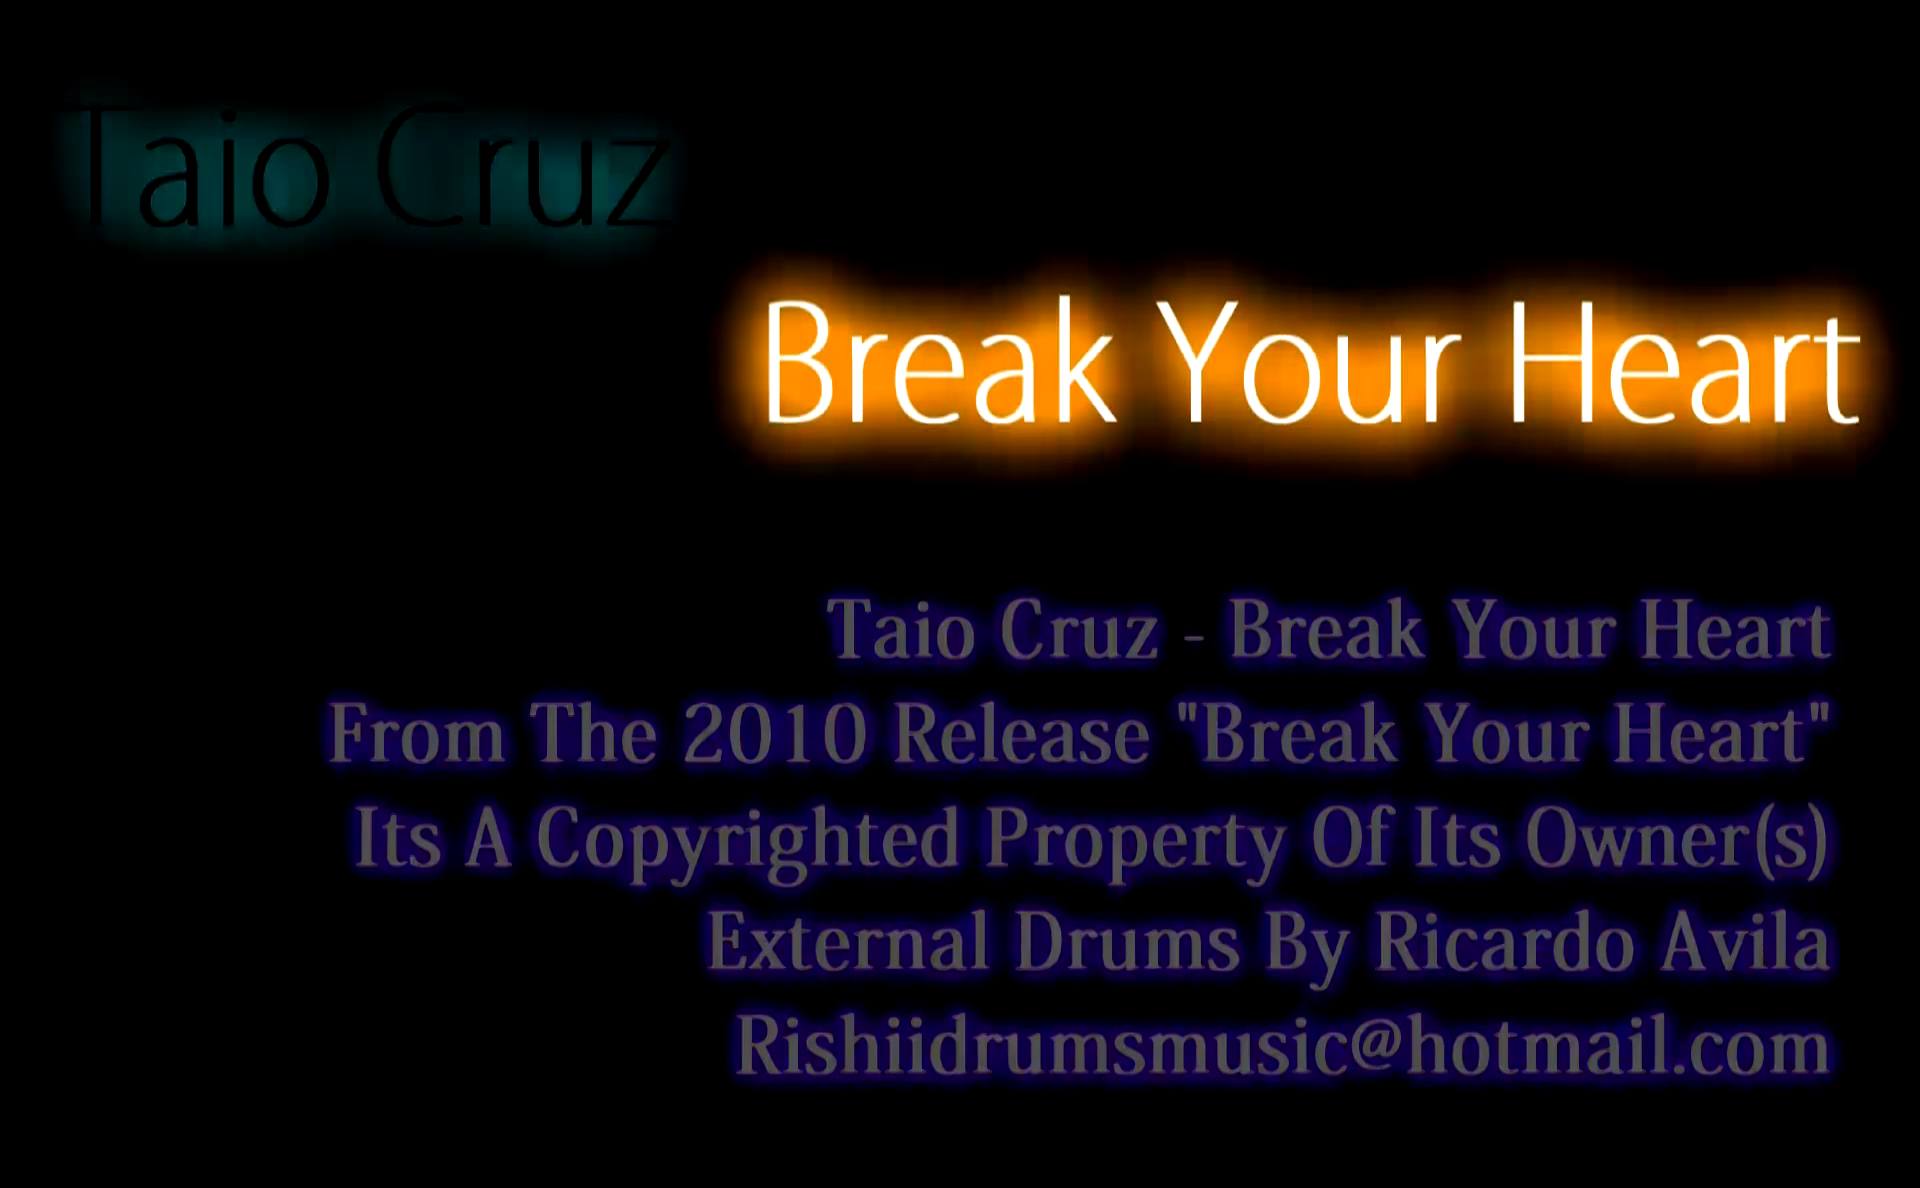 Taio Cruz
Break Your Heart
Taio Cruz - Break Your Heart
From The 2010 Release "Break Your Heart"
Its A Copyrighted Property Of Its Owner(s)
External Drums By Ricardo Avila
Rishiidrumsmusic@hotmail.com